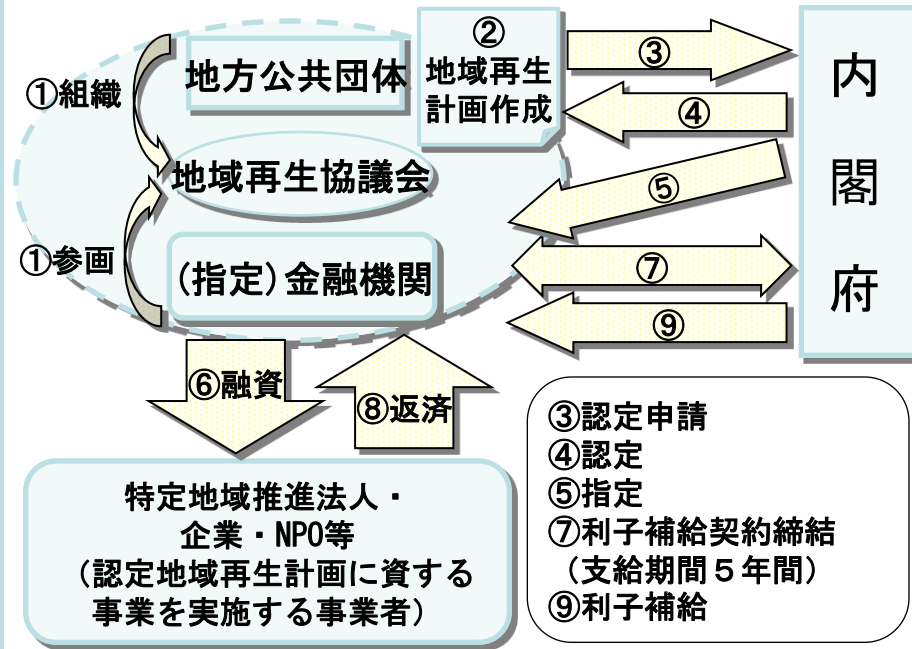 ①組織
地方公共団体
②
地域再生
計画作成
③
④
地域再生協議会
⑤
①参画
(指定)金融機関
⑦
⑨
内
閣
府
⑥融資
⑧返済
特定地域推進法人・
企業・NPO等
(認定地域再生計画に資する
事業を実施する事業者)
③認定申請
④認定
⑤指定
⑦利子補給契約締結
(支給期間５年間)
⑨利子補給